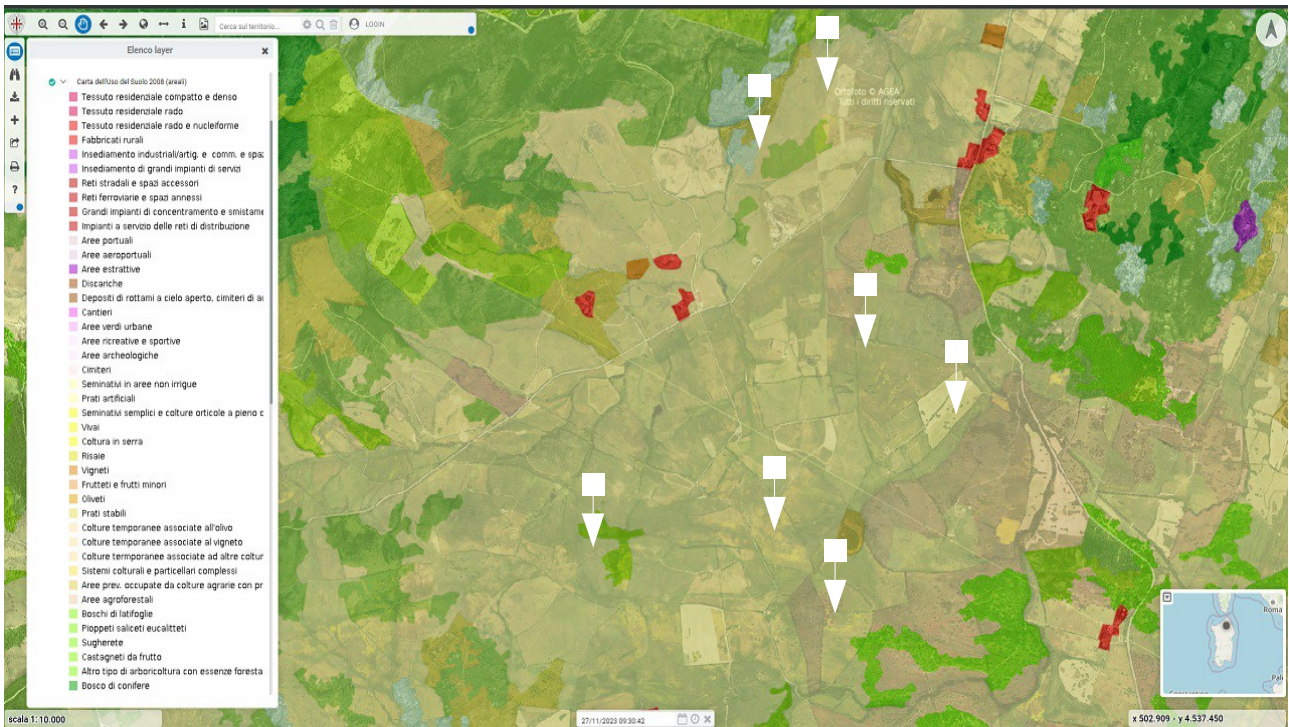 Cerca sul territorio...
LOGIN
Elenco layer
Carta dell'Uso del Suolo 2008 (areali)
Tessuto residenziale compatto e denso
Tessuto residenziale rado
Tessuto residenziale rado e nucleiforme
Fabbricati rurali
Insediamento industriali/artig. e comm. e spaz
Insediamento di grandi impianti di servizi
Reti stradali e spazi accessori
Reti ferroviarie e spazi annessi
Grandi impianti di concentramento e smistame
Impianti a servizio delle reti di distribuzione
Aree portuali
Aree aeroportuali
Aree estrattive
Discariche
Depositi di rottami a cielo aperto, cimiteri di au
Cantieri
Aree verdi urbane
Aree ricreative e sportive
Aree archeologiche
Cimiteri
Seminativi in aree non irrigue
Prati artificiali
Seminativi semplici e colture orticole a pieno c
Vivai
Coltura in serra
Risaie
Vigneti
Frutteti e frutti minori
Oliveti
Prati stabili
Colture temporanee associate all'olivo
Colture temporanee associate al vigneto
Colture temporanee associate ad altre coltur
Sistemi colturali e particellari complessi
Aree prev. occupate da colture agrarie con pr
Aree agroforestali
Boschi di latifoglie
Pioppeti saliceti eucalitteti
Sugherete
Castagneti da frutto
Altro tipo di arboricoltura con essenze foresta
Bosco di conifere
Ortofoto © AGEA
Tutti i diritti riservati
Roma
Pale
scala 1:10.000
27/11/2023 09:30:42
x 502.909 - y 4.537.450